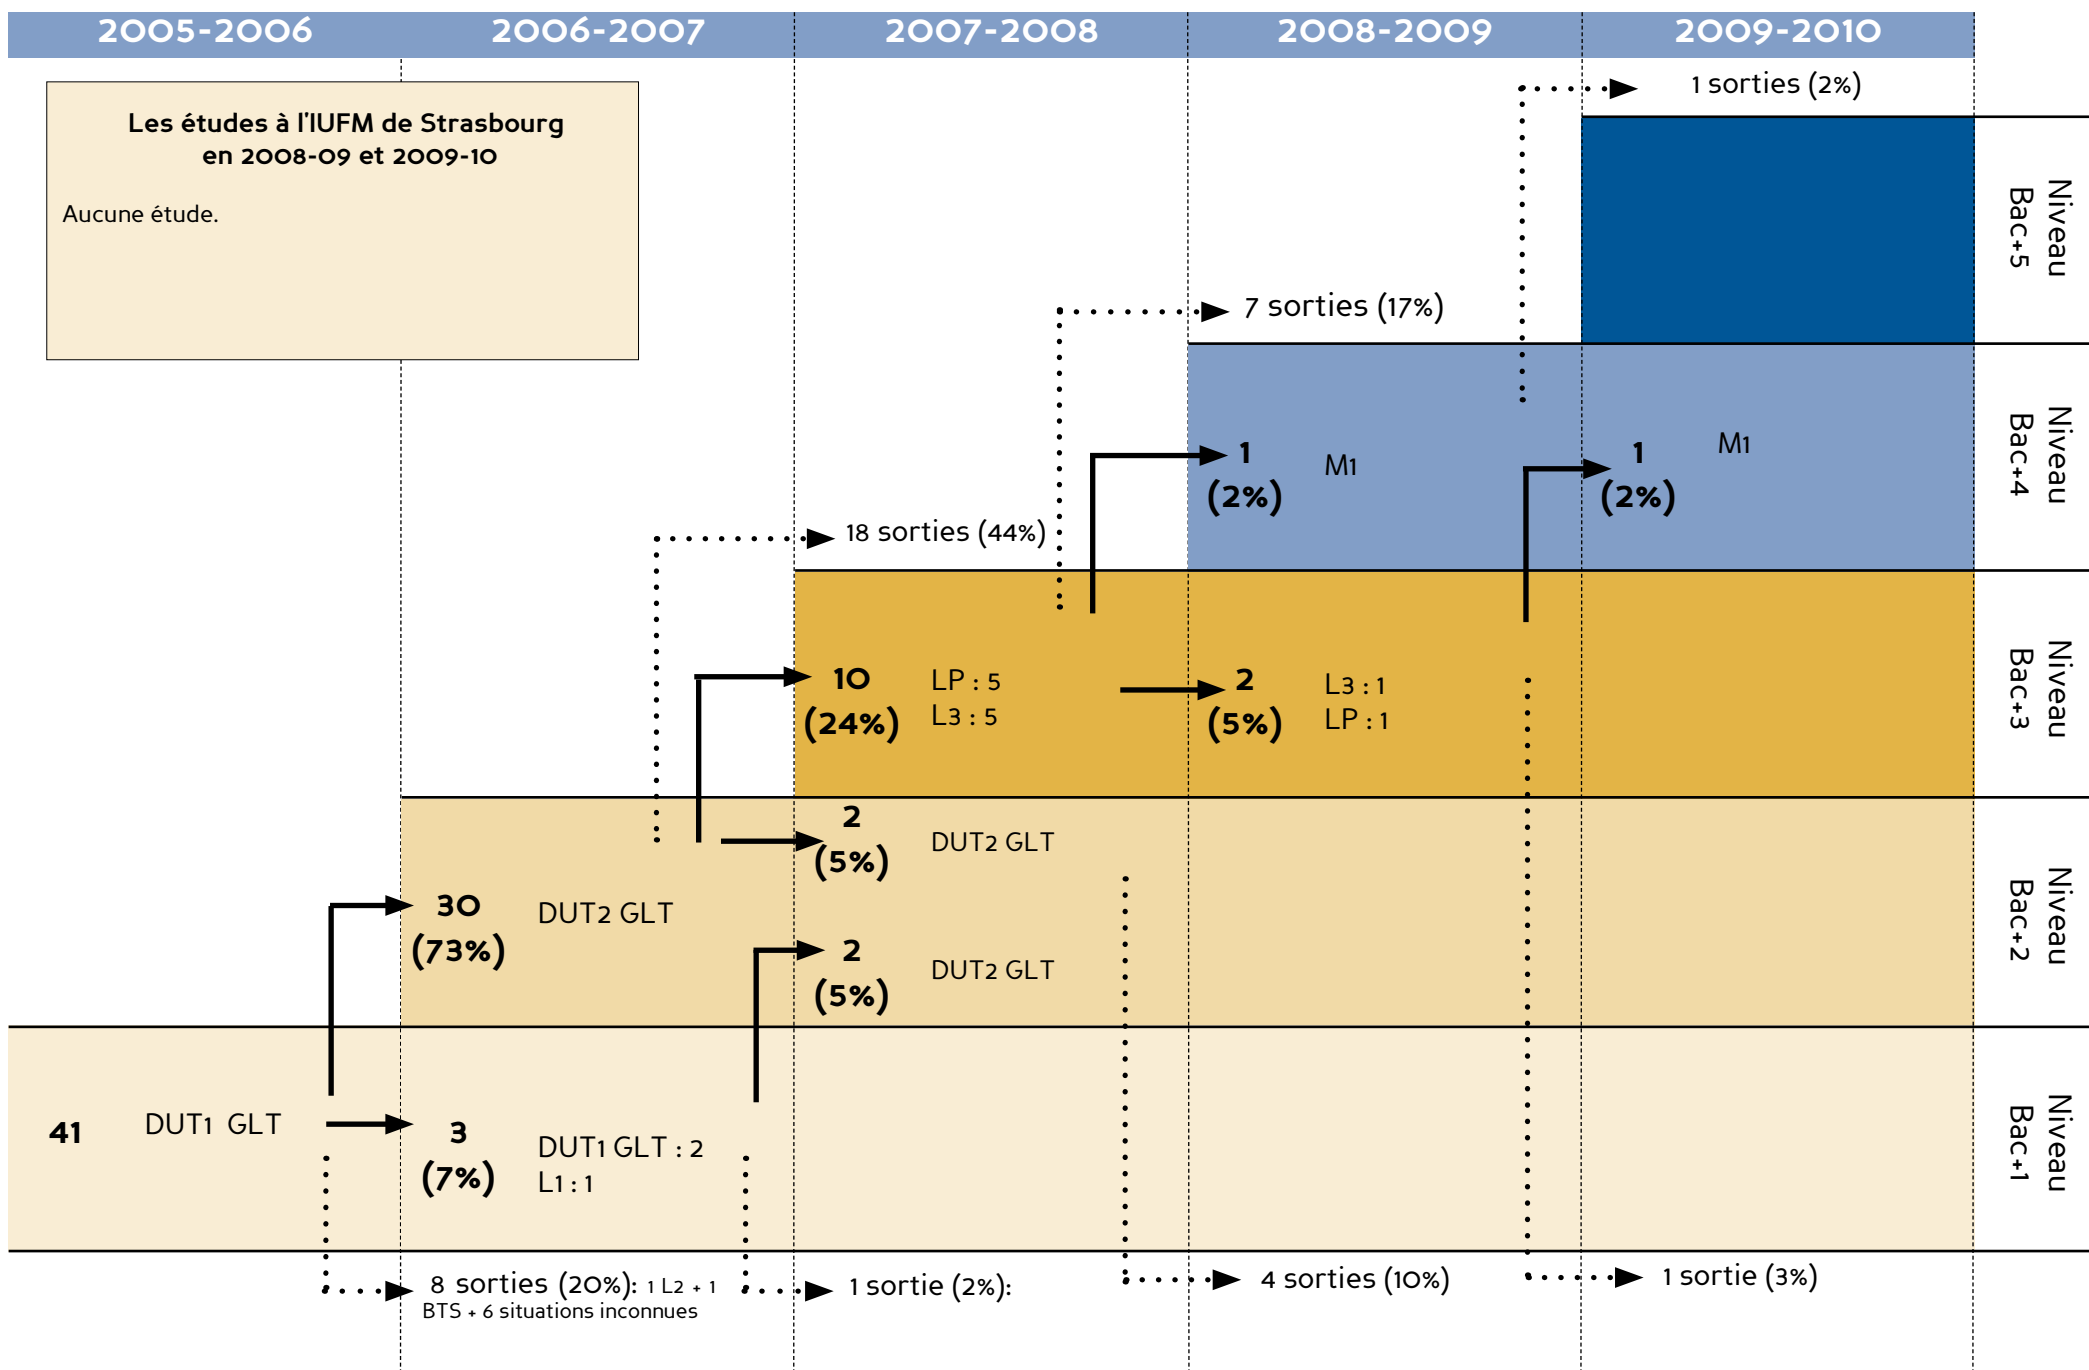 2005-2006
2006-2007
2007-2008
2008-2009
2009-2010
Les études à l'IUFM de Strasbourg
en 2008-09 et 2009-10
Aucune étude.
1 sorties (2%)
Niveau
Bac+5
7 sorties (17%)
1
(2%)
M1
1
(2%)
M1
Niveau
Bac+4
18 sorties (44%)
10
(24%)
LP : 5
L3 : 5
2
(5%)
L3 : 1
LP : 1
Niveau
Bac+3
30
(73%)
DUT2 GLT
2
(5%)
DUT2 GLT
2
(5%)
DUT2 GLT
Niveau
Bac+2
41
DUT1 GLT
3
(7%)
DUT1 GLT : 2
L1 : 1
Niveau
Bac+1
8 sorties (20%): 1 L2 + 1
BTS + 6 situations inconnues
1 sortie (2%):
4 sorties (10%)
1 sortie (3%)